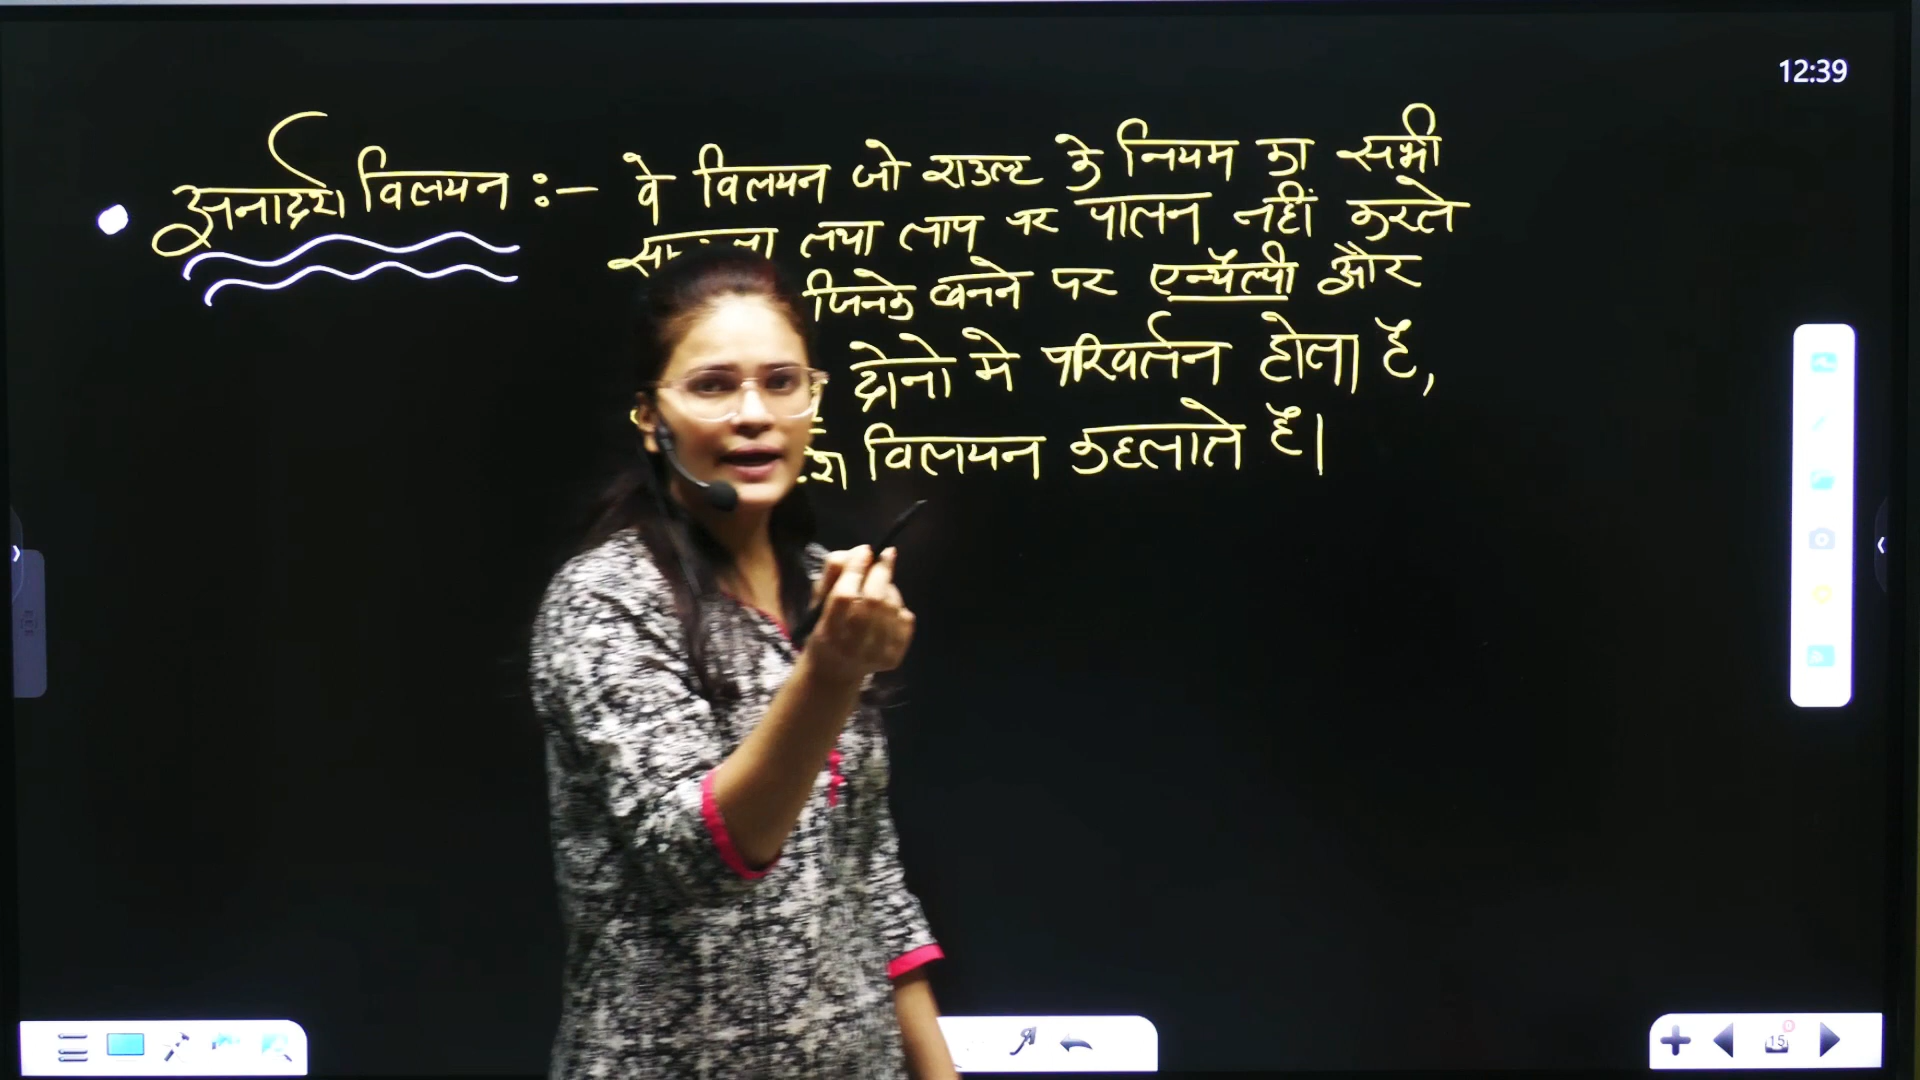 12:39
अनादर्श विलयन :- वे विलयन जो राउल्ट के नियम का सभी
तथा ताप पर पालन नहीं करते
जिनके बनने पर एन्थैल्पी और
दोनो मे परिवर्तन होता है,
विलयन कहलाते है।
15